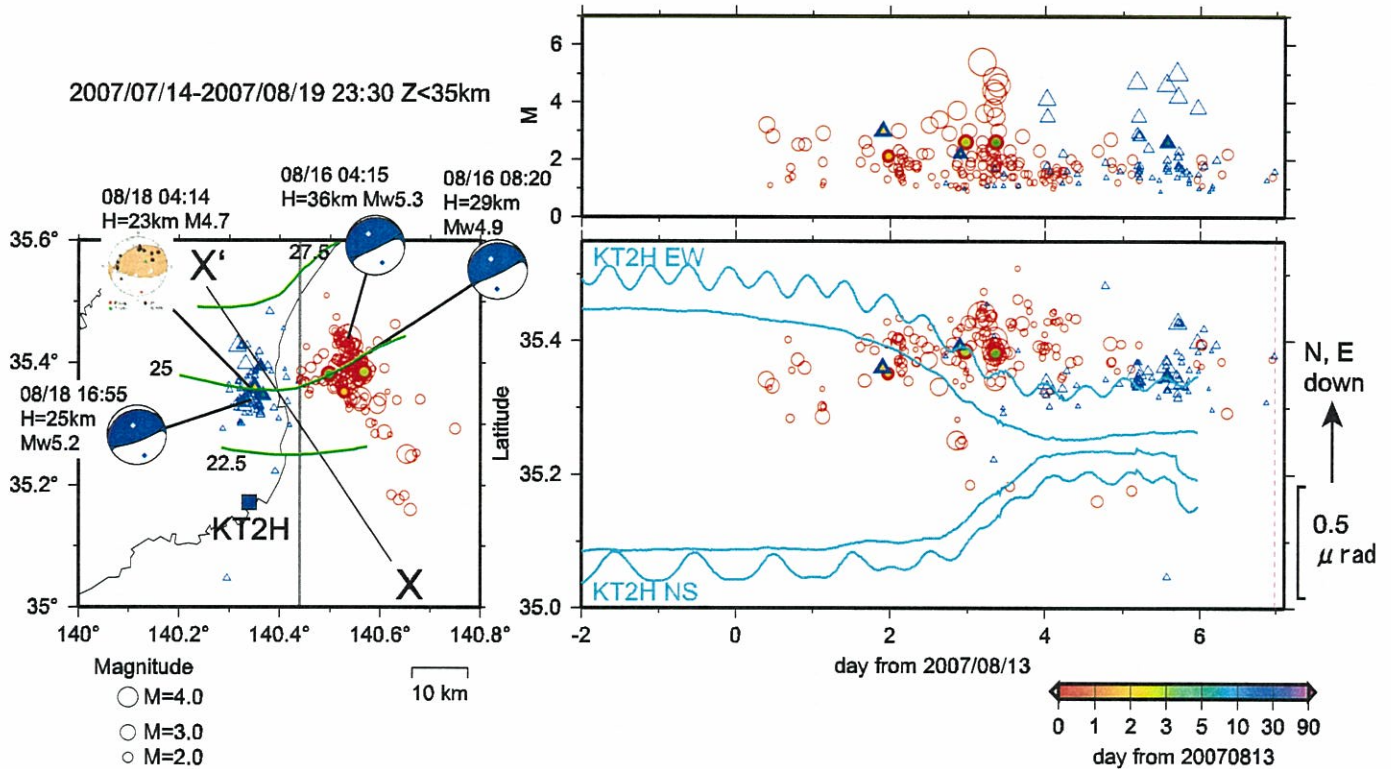 2007/07/14-2007/08/19 23:30 Z<35km
08/18 04:14
H=23km M4.7
08/16 04:15
H=36km Mw5.3
08/16 08:20
H=29km
Mw4.9
08/18 16:55
H=25km
Mw5.2
X'
X
27.5
25
22.5
KT2H
35.6°
35.4°
35.2°
35°
140°
140.2°
140.4°
140.6°
140.8°
Magnitude
M=4.0
M=3.0
M=2.0
10 km
M
6
4
2
0
KT2H EW
KT2H NS
Latitude
35.4
35.2
35.0
-2
0
2
4
6
day from 2007/08/13
N, E
down
0.5
μ rad
0 1 2 3 5 10 30 90
day from 20070813